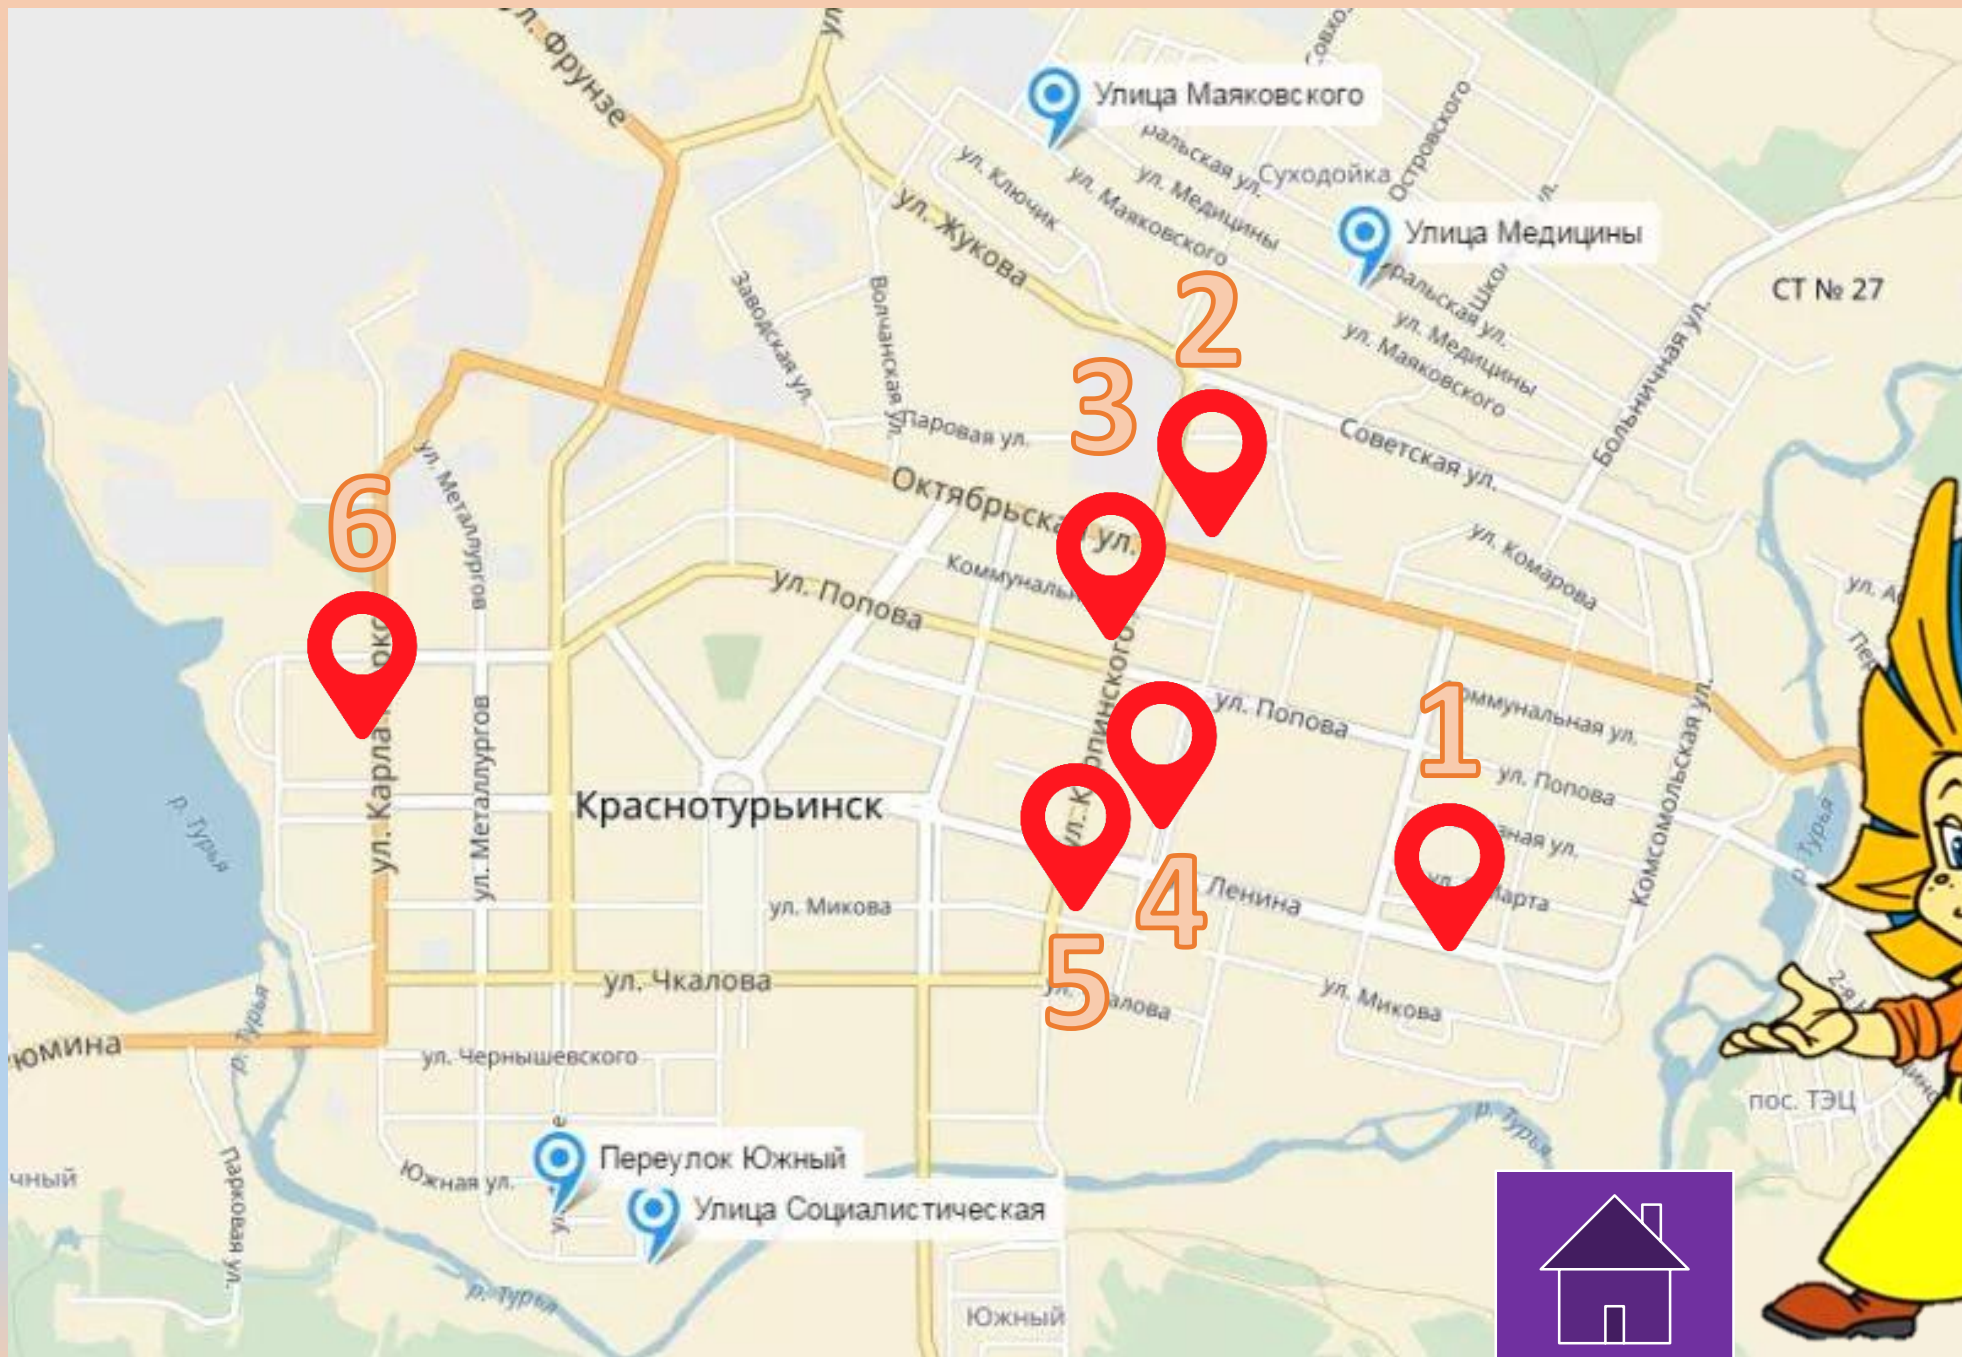 ул. Фрунзе
Улица Маяковского
ул. Ключик
ул. Медицины
Суходойка
Островского
ул. Маяковского
Улица Медицины
ул. Жукова
СТ № 27
2
Заводская ул.
Волчанская ул.
ул. Медицины
ул. Маяковского
Больничная ул.
3
Паровая ул.
Советская ул.
ул. Металлургов
Октябрьская ул.
6
ул. Комарова
ул. Попова
ул. Попова
1
Коммунальная ул.
ул. Металлургов
ул. Карла
Краснотурьинск
ул. Попова
Комсомольская ул.
р. Турья
р. Турья
4
Ленина
ул. Микова
5
ул. Чкалова
ул. Микова
р. Турья
ул. Чернышевского
пос. ТЭЦ
р. Турья
Переулок Южный
Южная ул.
Парковая ул.
Улица Социалистическая
р. Турья
Южный